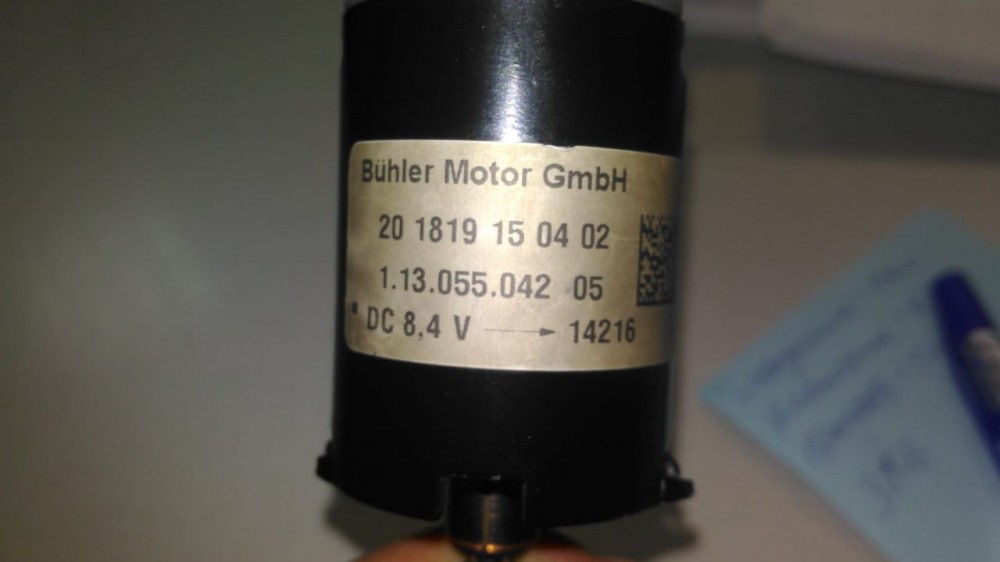 Bühler Motor GmbH
20 1819 15 04 02
1.13.055.042 05
DC 8,4 V → 14216